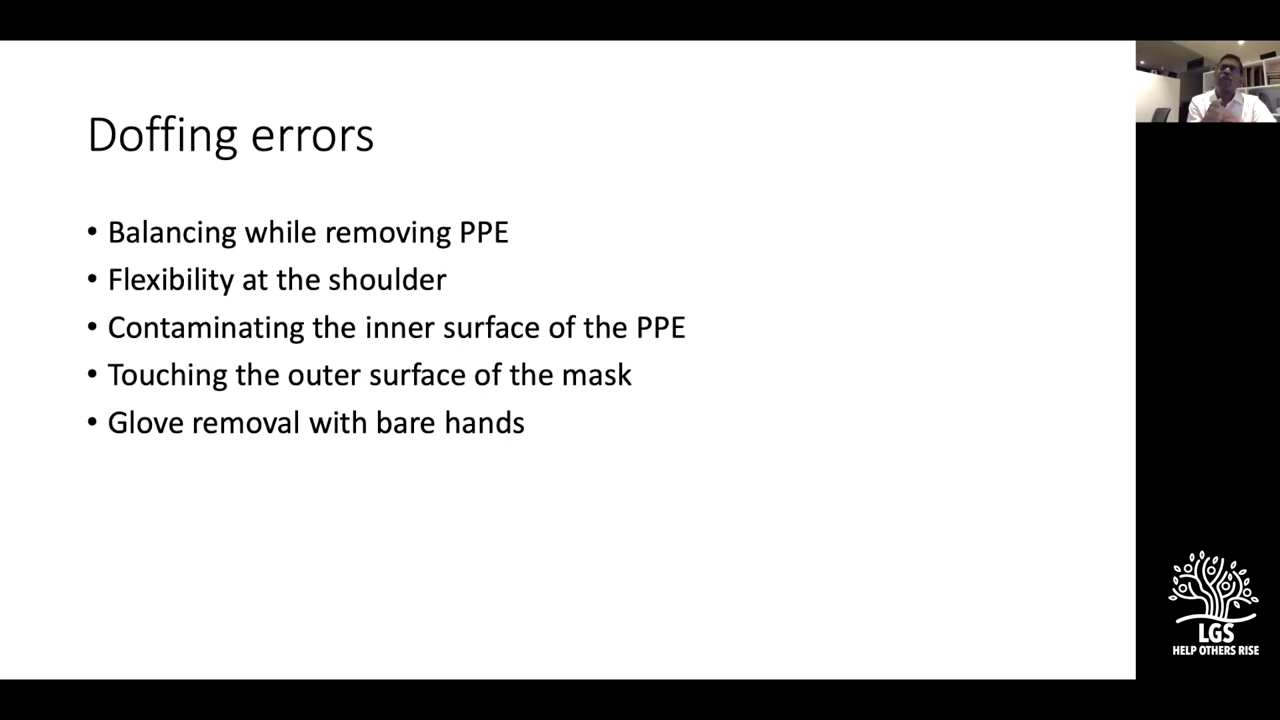 Doffing errors
• Balancing while removing PPE
• Flexibility at the shoulder
• Contaminating the inner surface of the PPE
• Touching the outer surface of the mask
• Glove removal with bare hands
LGS
HELP OTHERS RISE